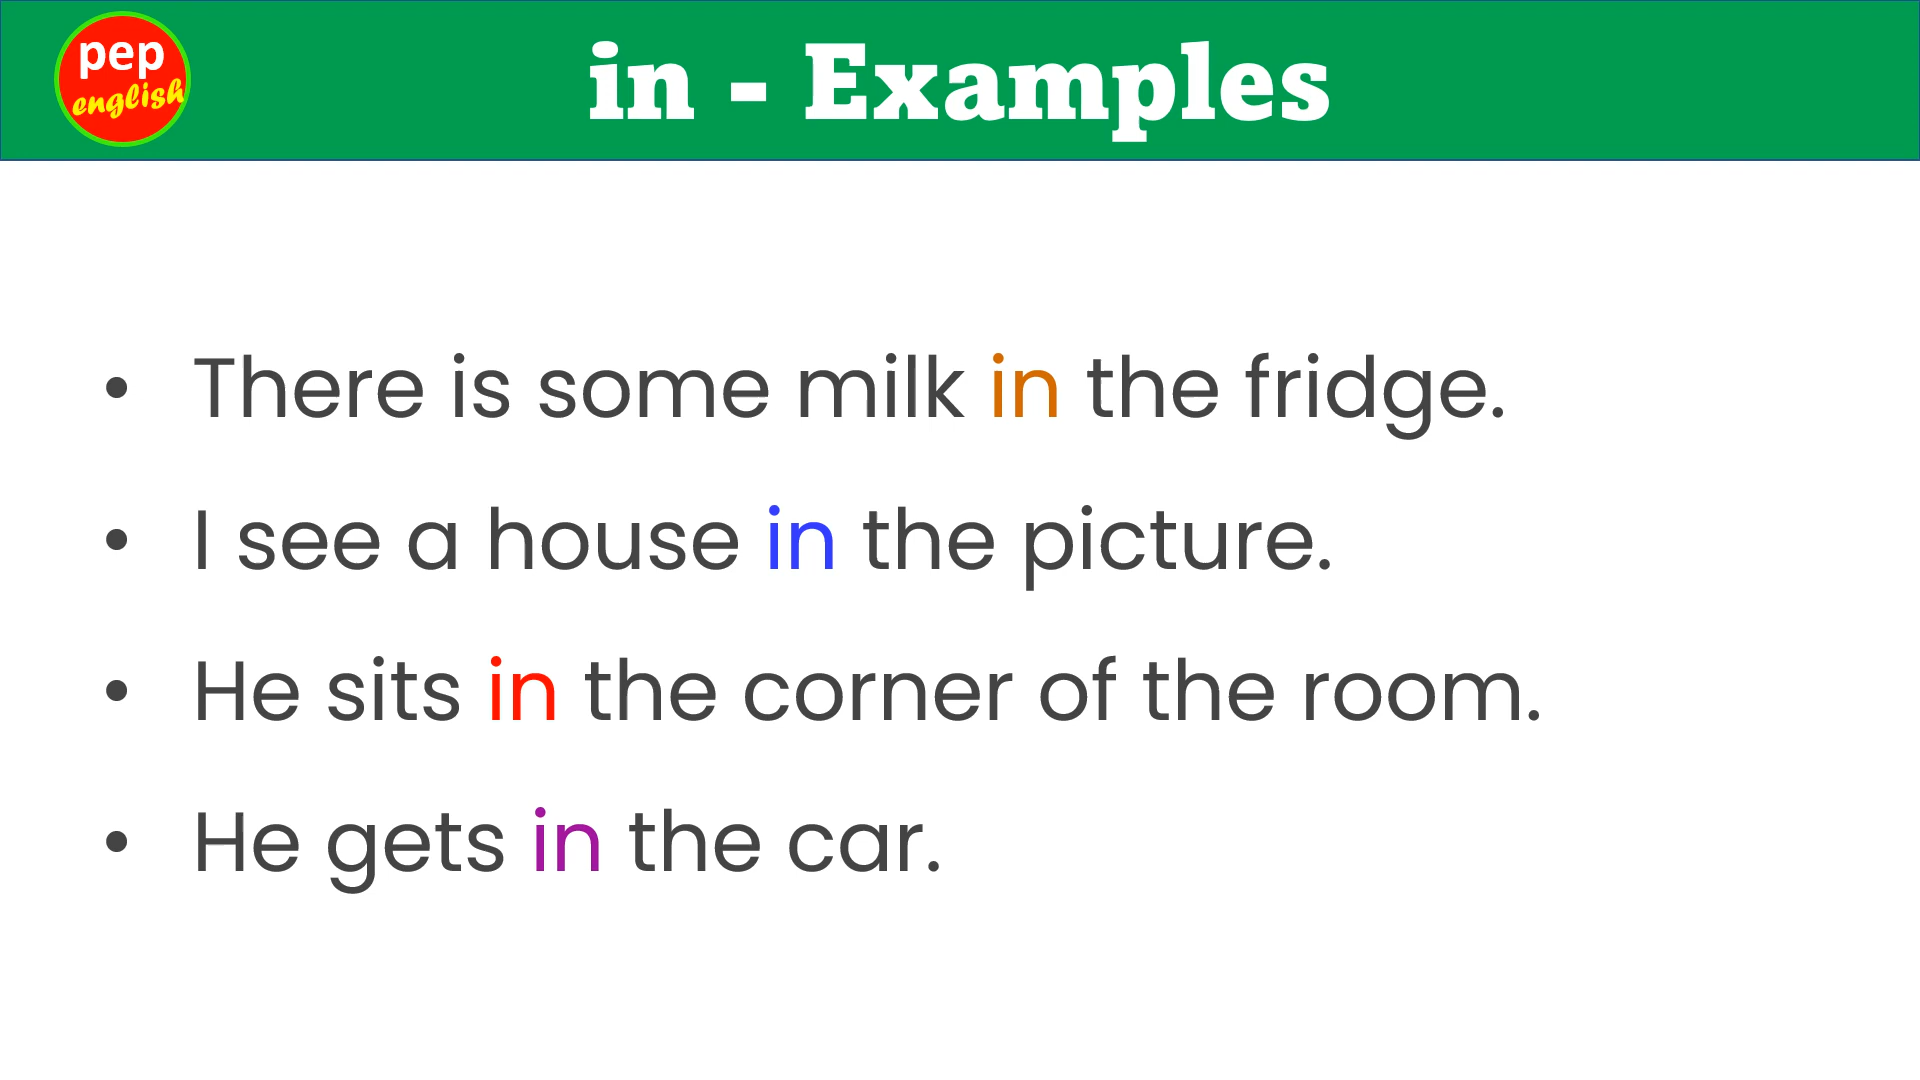 pep
english
in - Examples
• There is some milk in the fridge.
• I see a house in the picture.
• He sits in the corner of the room.
• He gets in the car.